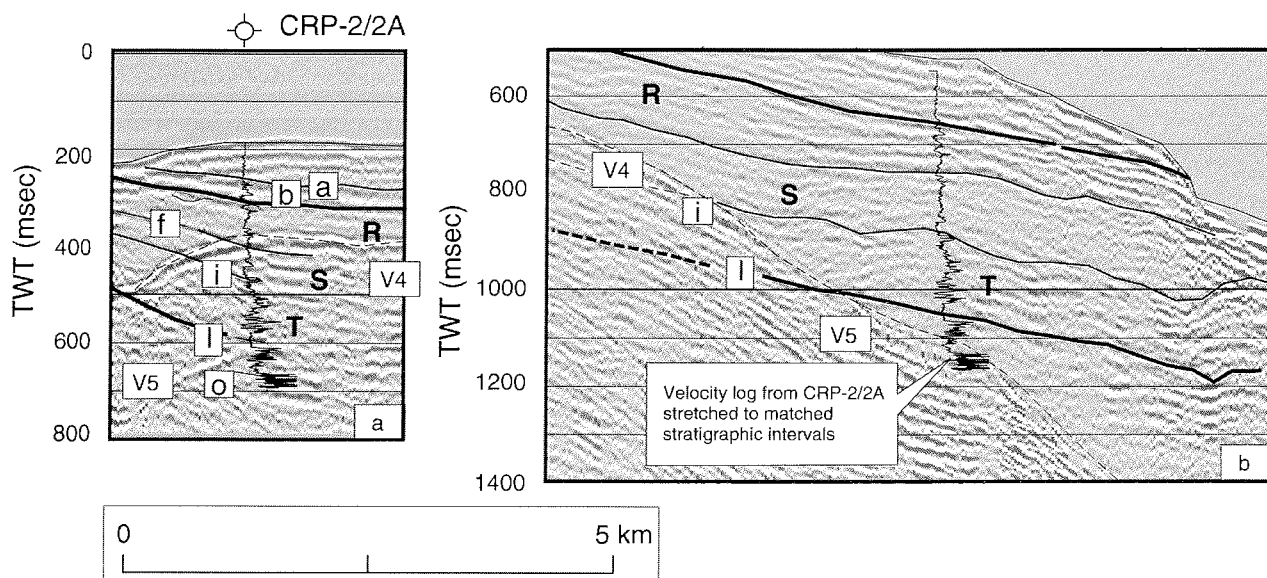 CRP-2/2A
0
200
400
600
800
TWT (msec)
a
b
R
f
i
S
V4
l
T
V5
o
a
600
800
1000
1200
1400
TWT (msec)
R
V4
S
i
l
T
V5
Velocity log from CRP-2/2A
stretched to matched
stratigraphic intervals
b
0 5 km